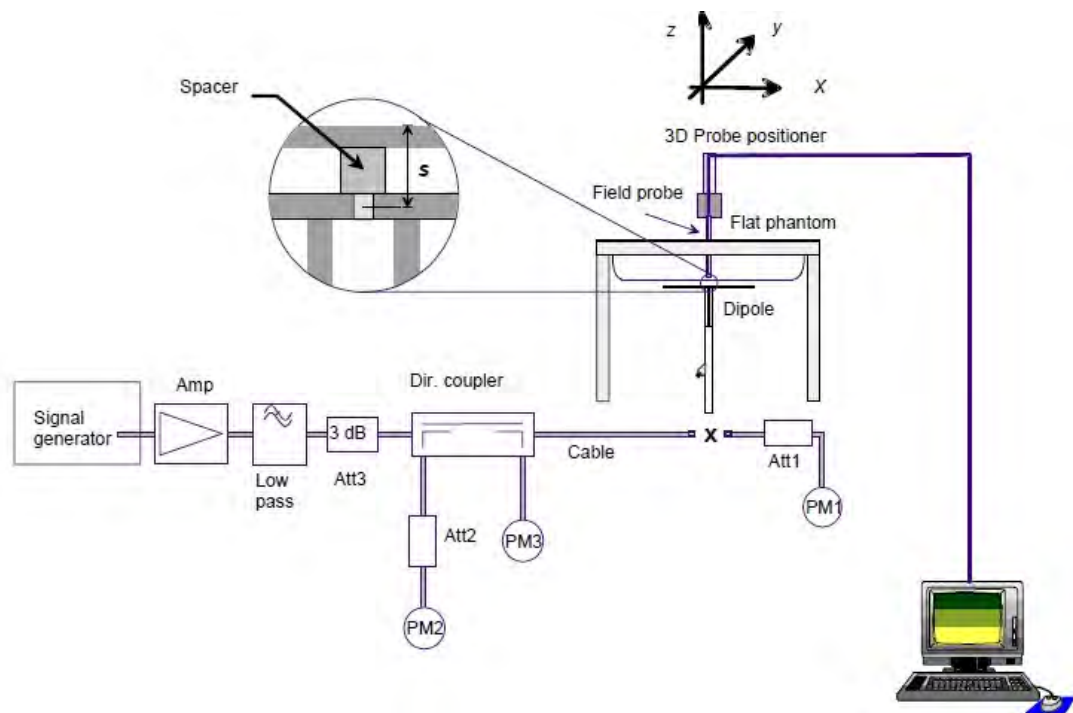 z
y
X
Spacer
s
3D Probe positioner
Field probe
Flat phantom
Dipole
Dir. coupler
Amp
Signal
generator
3 dB
Att3
Low
pass
Cable
x
Att1
PM1
Att2
PM3
PM2